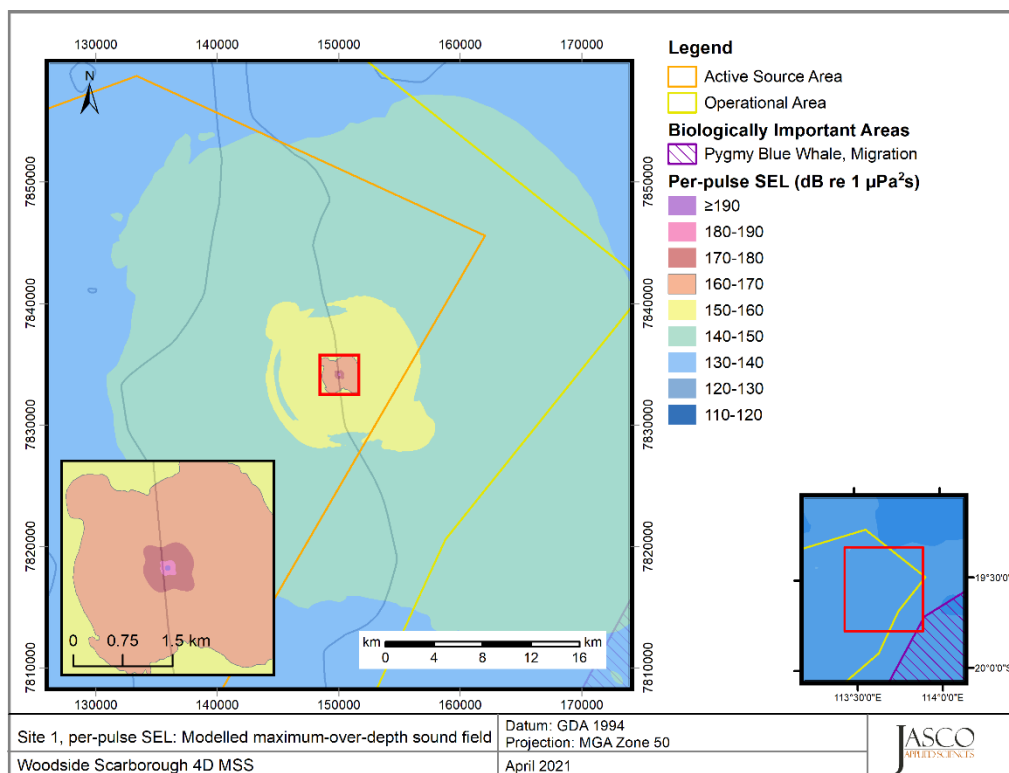 130000 140000 150000 160000 170000
N
7850000 7850000
7840000 7840000
7830000 7830000
7820000 7820000
7810000 7810000
0 0.75 1.5 km
km km
0 4 8 12 16
130000 140000 150000 160000 170000
Legend
Active Source Area
Operational Area
Biologically Important Areas
Pygmy Blue Whale, Migration
Per-pulse SEL (dB re 1 µPa²s)
≥190
180-190
170-180
160-170
150-160
140-150
130-140
120-130
110-120
19°30'0"S
20°0'0"S
113°30'0"E 114°0'0"E
Site 1, per-pulse SEL: Modelled maximum-over-depth sound field
Woodside Scarborough 4D MSS
Datum: GDA 1994
Projection: MGA Zone 50
April 2021
JASCO
APPLIED SCIENCES